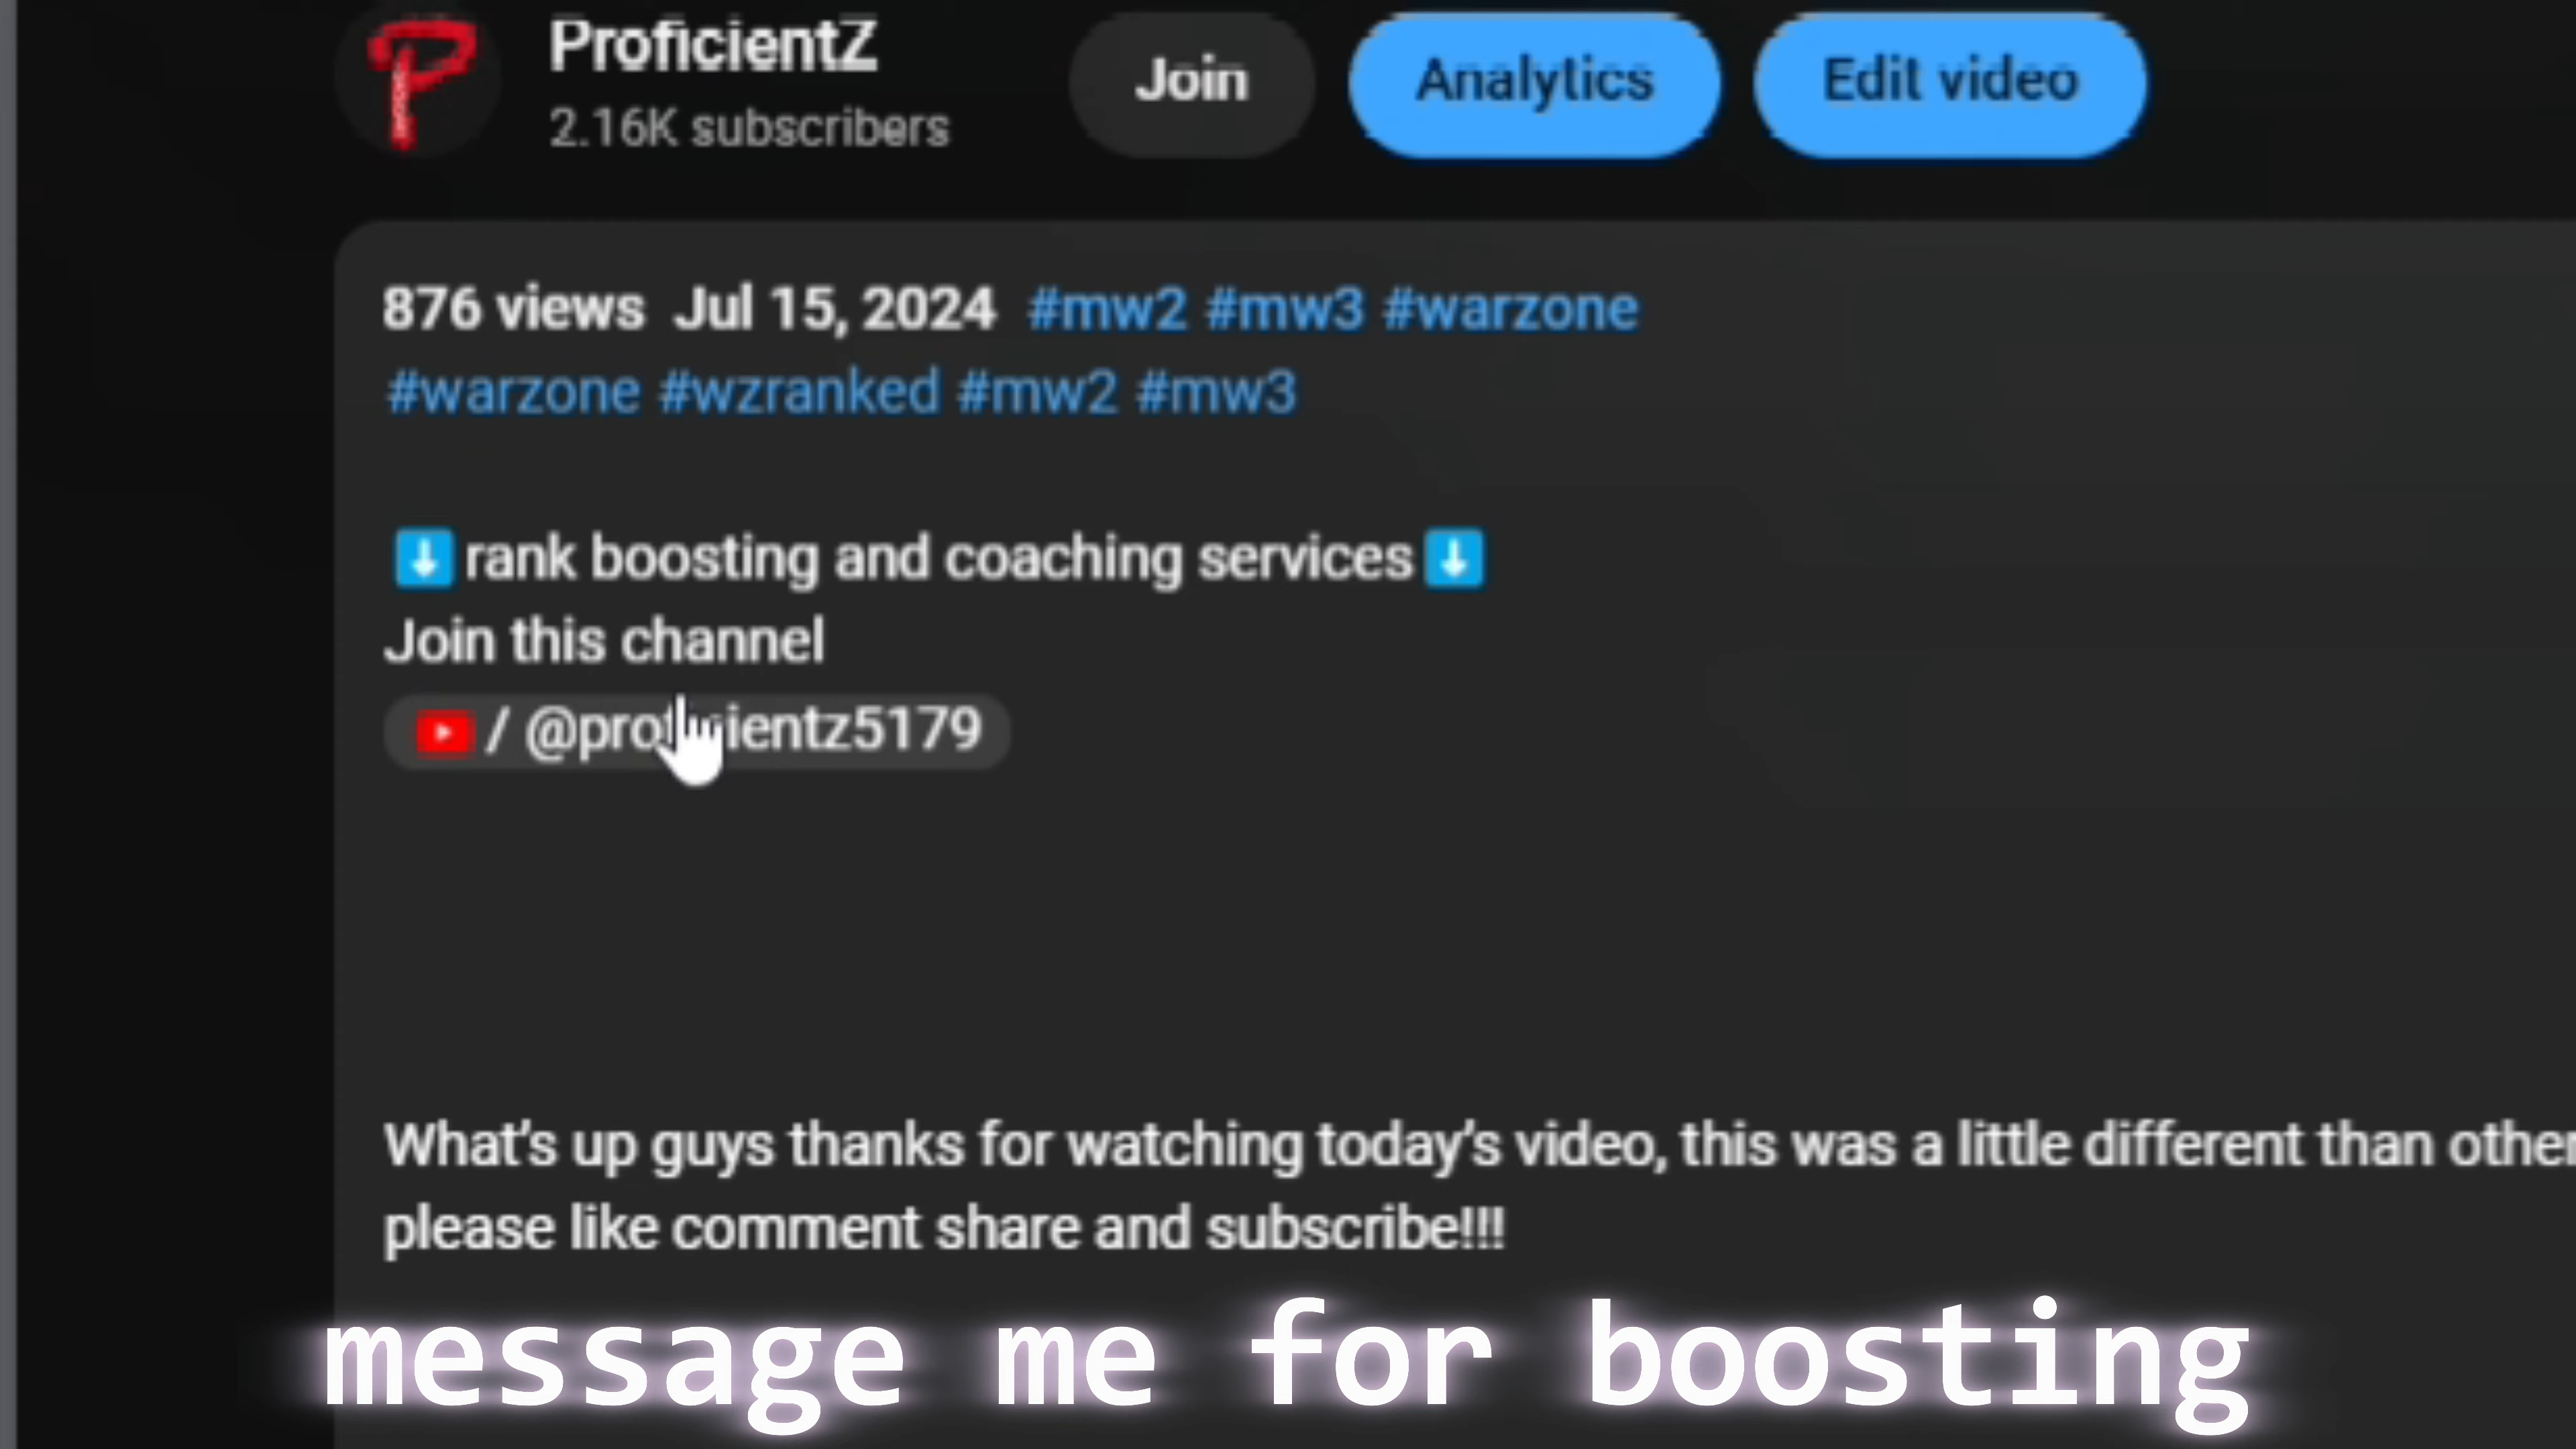 ProficientZ
2.16K subscribers
Join
Analytics
Edit video
876 views Jul 15, 2024 #mw2 #mw3 #warzone
#warzone #wzranked #mw2 #mw3
⬇️rank boosting and coaching services⬇️
Join this channel
/ @proficientz5179
What's up guys thanks for watching today's video, this was a little different than other
please like comment share and subscribe!!!
message me for boosting